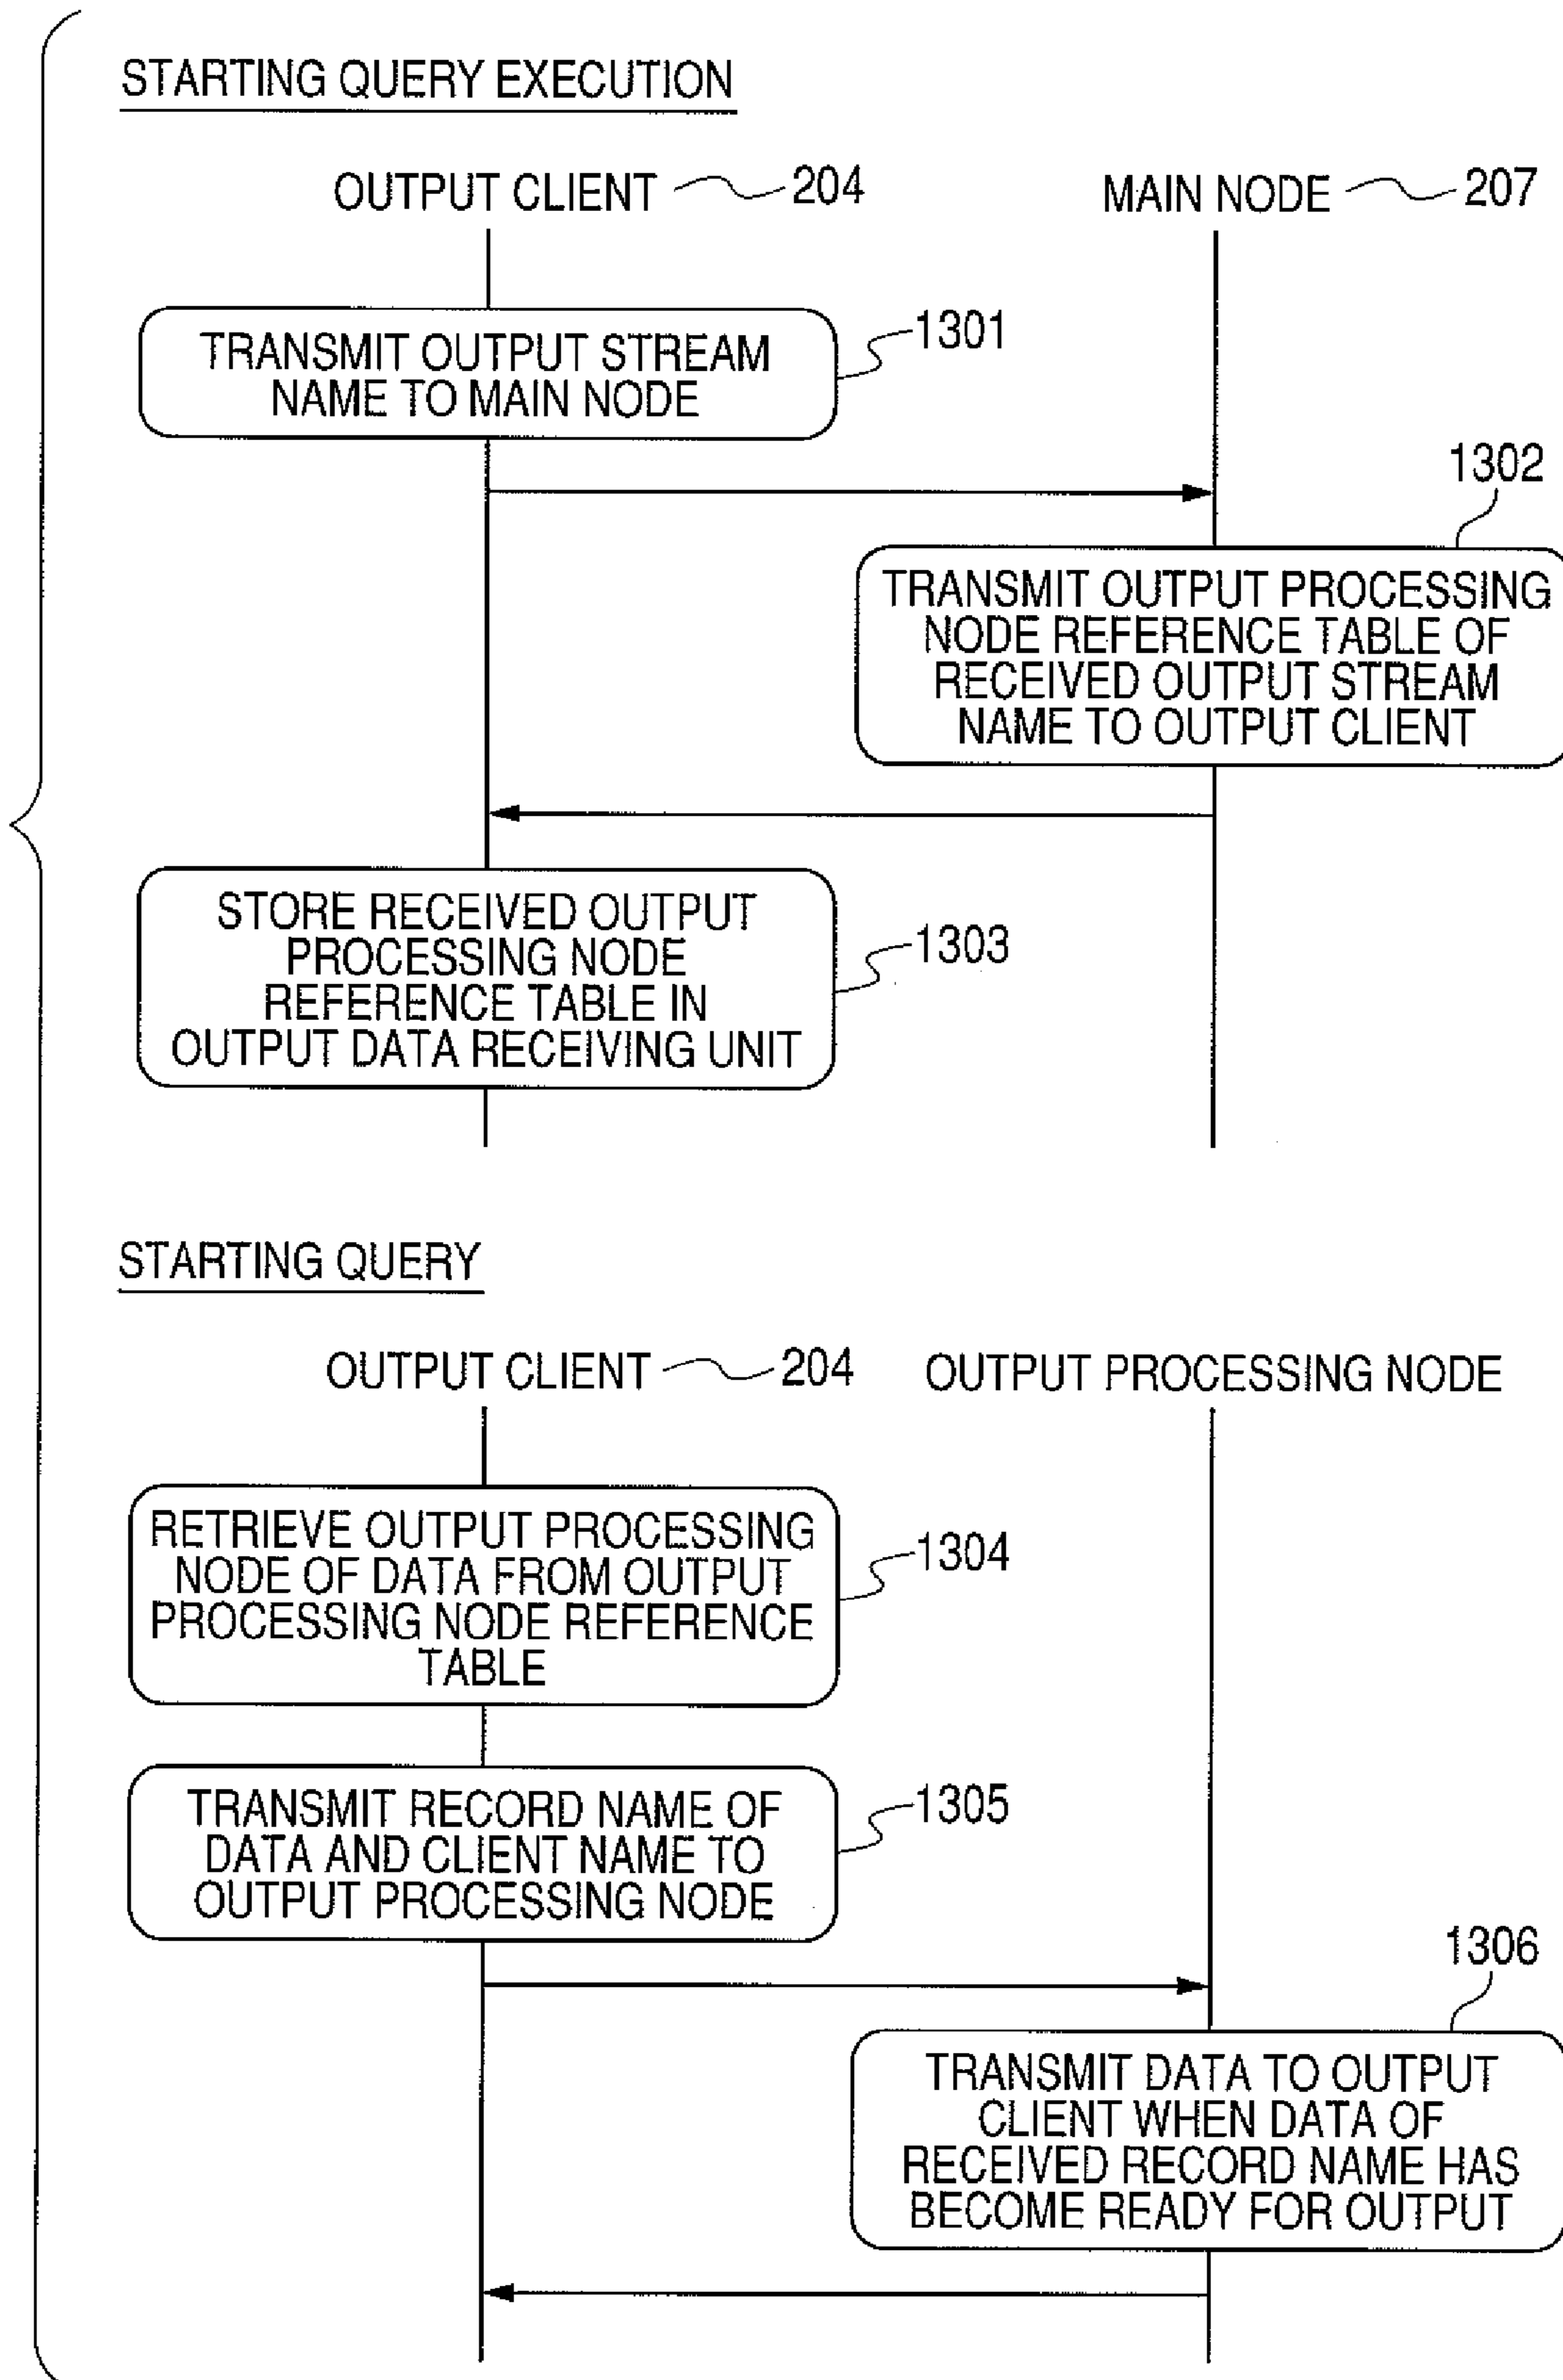 STARTING QUERY EXECUTION
OUTPUT CLIENT 204
MAIN NODE 207
TRANSMIT OUTPUT STREAM
NAME TO MAIN NODE
1301
1302
TRANSMIT OUTPUT PROCESSING
NODE REFERENCE TABLE OF
RECEIVED OUTPUT STREAM
NAME TO OUTPUT CLIENT
STORE RECEIVED OUTPUT
PROCESSING NODE
REFERENCE TABLE IN
OUTPUT DATA RECEIVING UNIT
1303
STARTING QUERY
OUTPUT CLIENT 204
OUTPUT PROCESSING NODE
RETRIEVE OUTPUT PROCESSING
NODE OF DATA FROM OUTPUT
PROCESSING NODE REFERENCE
TABLE
1304
TRANSMIT RECORD NAME OF
DATA AND CLIENT NAME TO
OUTPUT PROCESSING NODE
1305
1306
TRANSMIT DATA TO OUTPUT
CLIENT WHEN DATA OF
RECEIVED RECORD NAME HAS
BECOME READY FOR OUTPUT